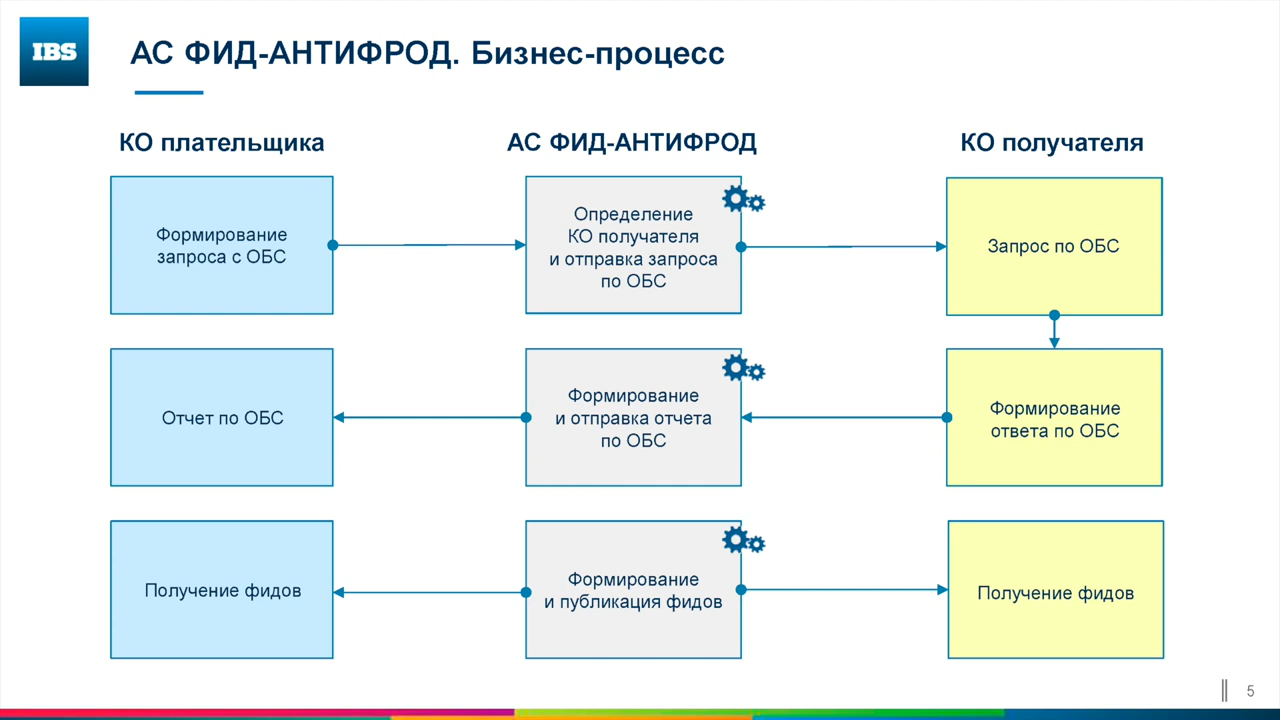 IBS
АС ФИД-АНТИФРОД. Бизнес-процесс
КО плательщика
АС ФИД-АНТИФРОД
КО получателя
Формирование
запроса с ОБС
Определение
КО получателя
и отправка запроса
по ОБС
Запрос по ОБС
Отчет по ОБС
Формирование
и отправка отчета
по ОБС
Формирование
ответа по ОБС
Получение фидов
Формирование
и публикация фидов
Получение фидов
5